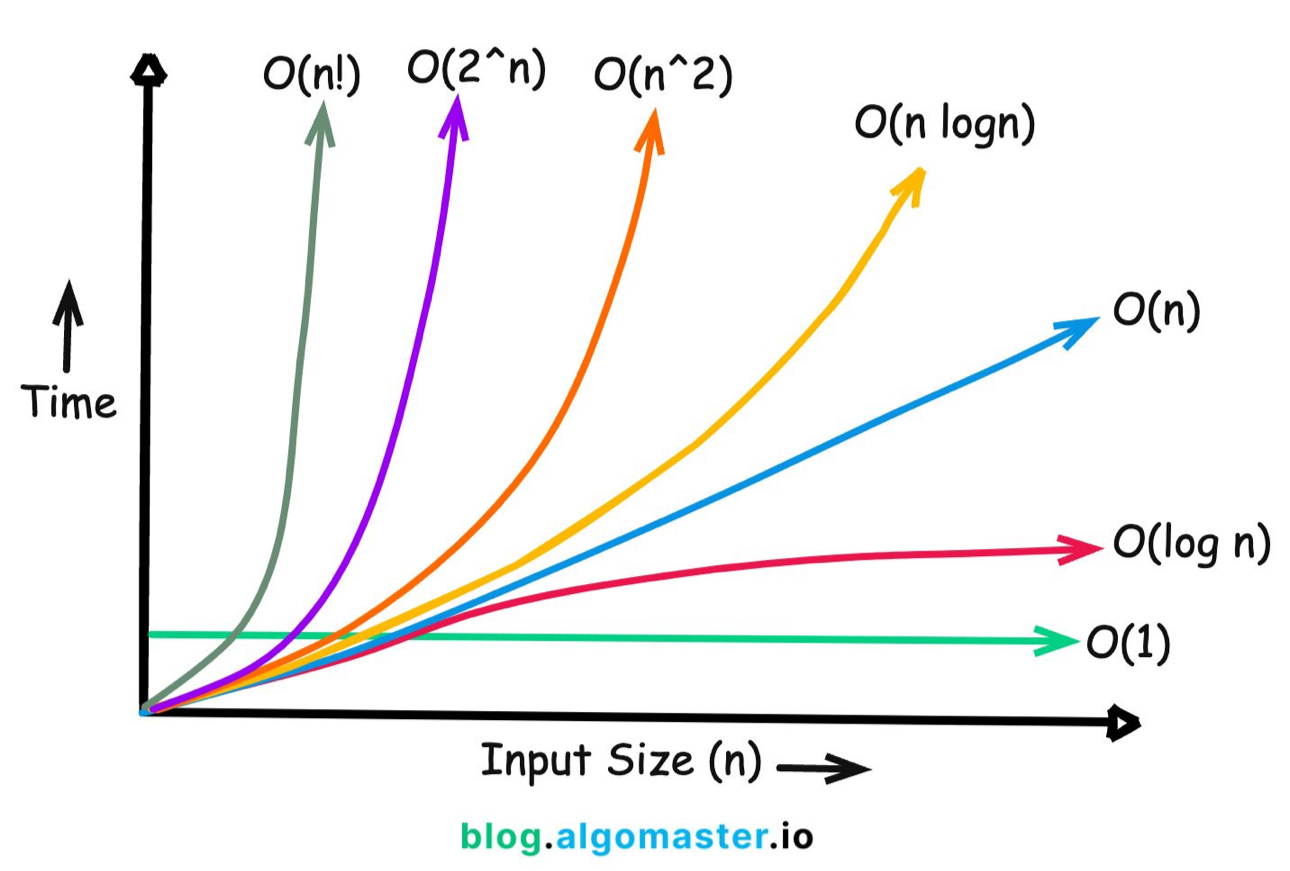 O(n!)
O(2^n)
O(n^2)
O(n logn)
O(n)
Time
O(log n)
O(1)
Input Size (n)
blog.algomaster.io